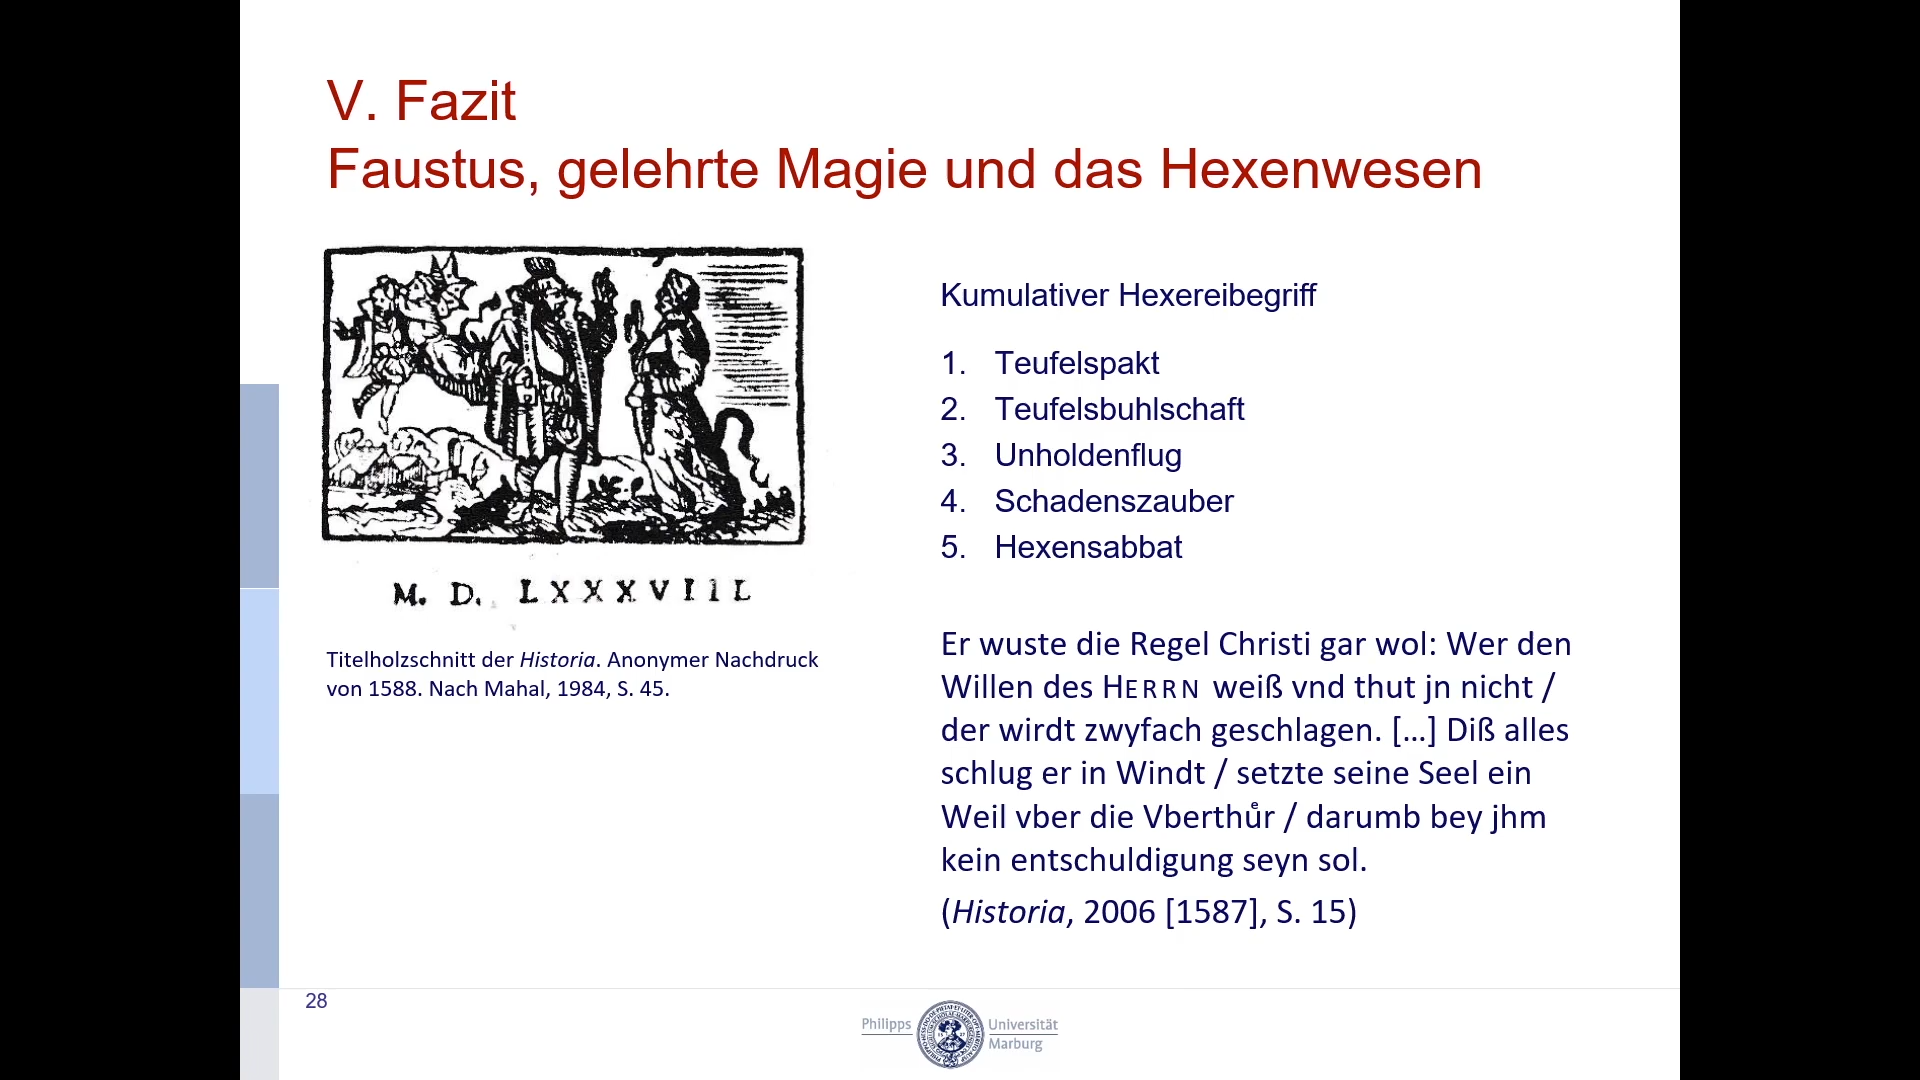 V. Fazit
Faustus, gelehrte Magie und das Hexenwesen
M. D. LXXXVIIL
Titelholzschnitt der Historia. Anonymer Nachdruck
von 1588. Nach Mahal, 1984, S. 45.
Kumulativer Hexereibegriff
1. Teufelspakt
2. Teufelsbuhlschaft
3. Unholdenflug
4. Schadenszauber
5. Hexensabbat
Er wuste die Regel Christi gar wol: Wer den
Willen des HERRN weiß vnd thut jn nicht /
der wirdt zwyfach geschlagen. [...] Diß alles
schlug er in Windt / setzte seine Seel ein
Weil vber die Vberthuͤr / darumb bey jhm
kein entschuldigung seyn sol.
(Historia, 2006 [1587], S. 15)
28
Philipps Universität
Marburg